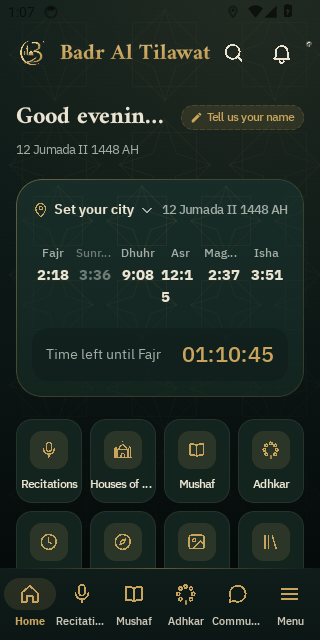 1:07
Badr Al Tilawat
Good evenin...
Tell us your name
12 Jumada II 1448 AH
Set your city
12 Jumada II 1448 AH
Fajr Sunr... Dhuhr Asr Mag... Isha
2:18 3:36 9:08 12:1 2:37 3:51
5
Time left until Fajr 01:10:45
Recitations Houses of ... Mushaf Adhkar
Home Recitati... Mushaf Adhkar Commu... Menu